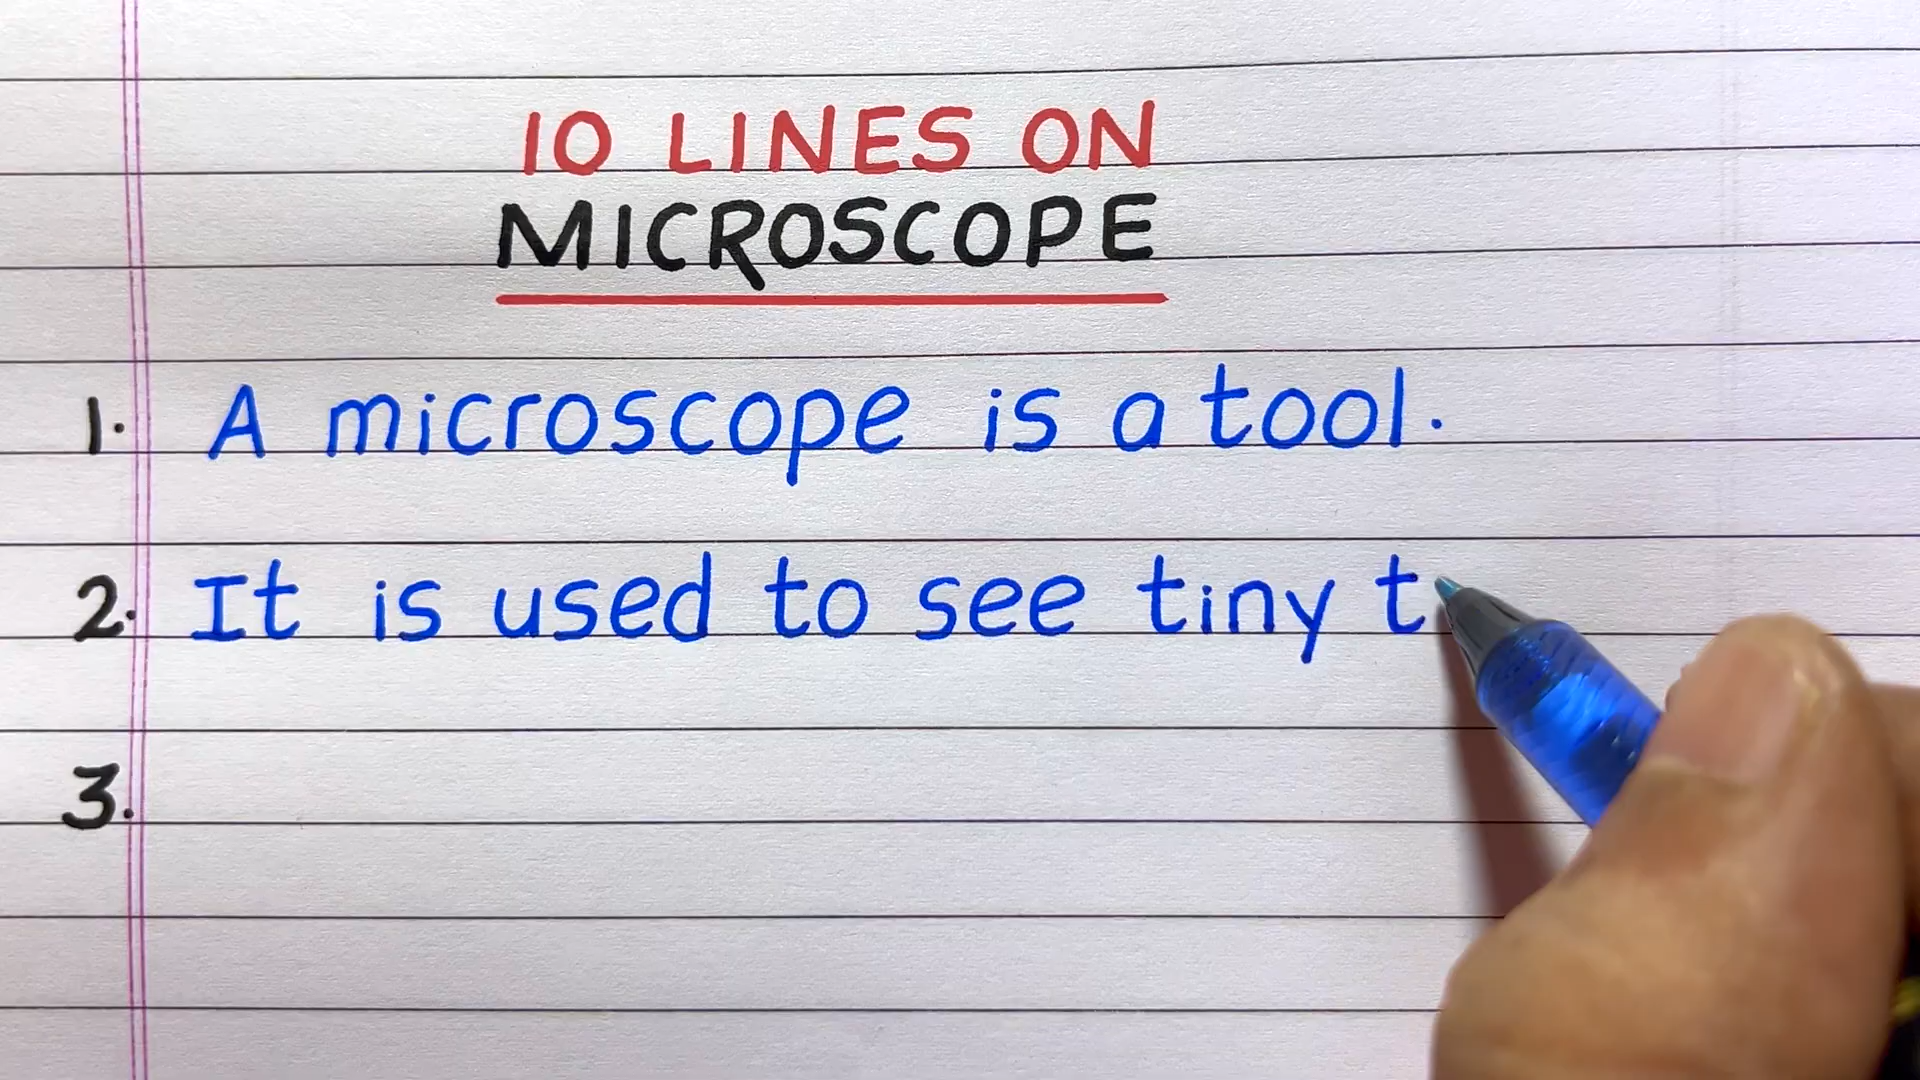 10 LINES ON
MICROSCOPE
1. A microscope is a tool.
2. It is used to see tiny t
3.